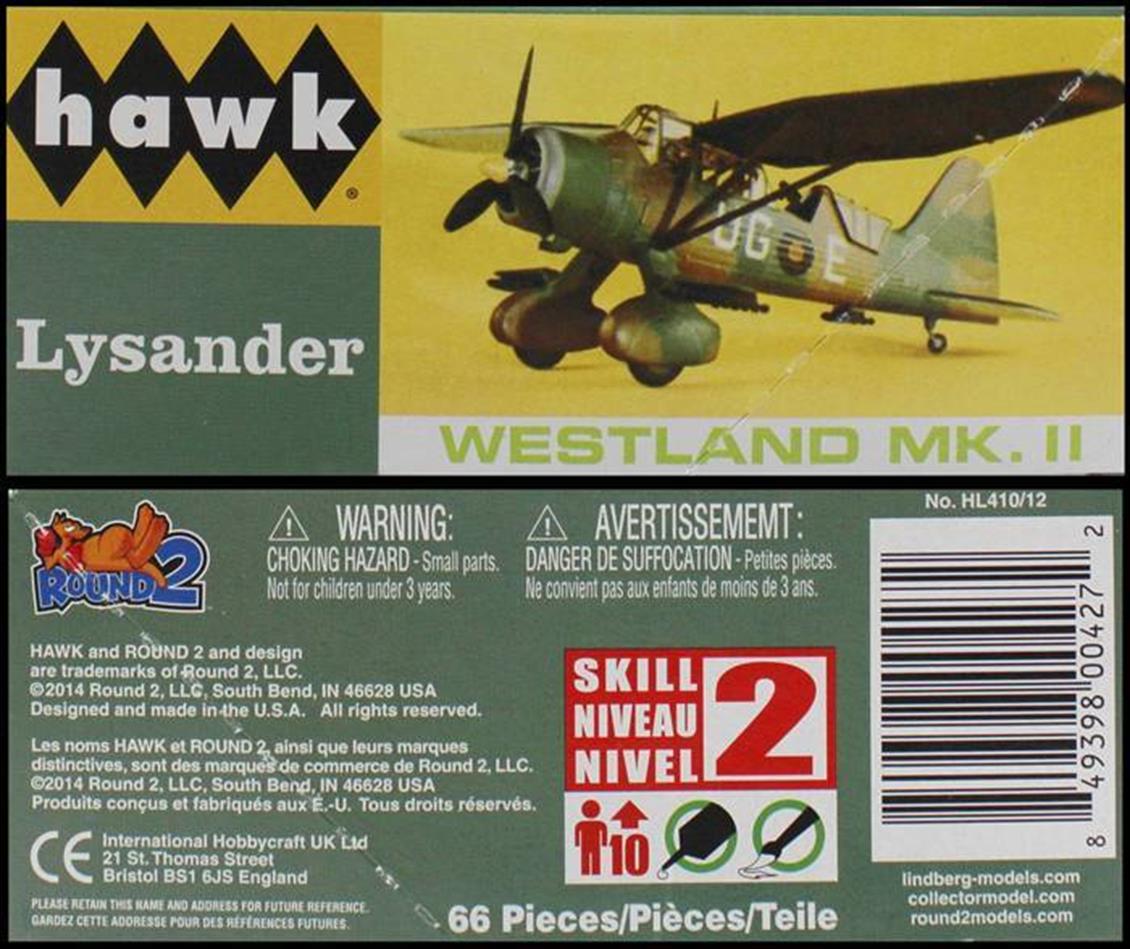 hawk
®
Lysander
UG E
WESTLAND MK. II
ROUND 2
WARNING:
CHOKING HAZARD - Small parts.
Not for children under 3 years.
AVERTISSEMEMT :
DANGER DE SUFFOCATION - Petites pièces.
Ne convient pas aux enfants de moins de 3 ans.
No. HL410/12
HAWK and ROUND 2 and design
are trademarks of Round 2, LLC.
©2014 Round 2, LLC, South Bend, IN 46628 USA
Designed and made in the U.S.A. All rights reserved.
Les noms HAWK et ROUND 2, ainsi que leurs marques
distinctives, sont des marques de commerce de Round 2, LLC.
©2014 Round 2, LLC, South Bend, IN 46628 USA
Produits conçus et fabriqués aux É.-U. Tous droits réservés.
CE
International Hobbycraft UK Ltd
21 St. Thomas Street
Bristol BS1 6JS England
PLEASE RETAIN THIS NAME AND ADDRESS FOR FUTURE REFERENCE.
GARDEZ CETTE ADRESSE POUR DES RÉFÉRENCES FUTURES.
SKILL
NIVEAU
NIVEL
2
10
66 Pieces/Pièces/Teile
8 49398 00427 2
lindberg-models.com
collectormodel.com
round2models.com